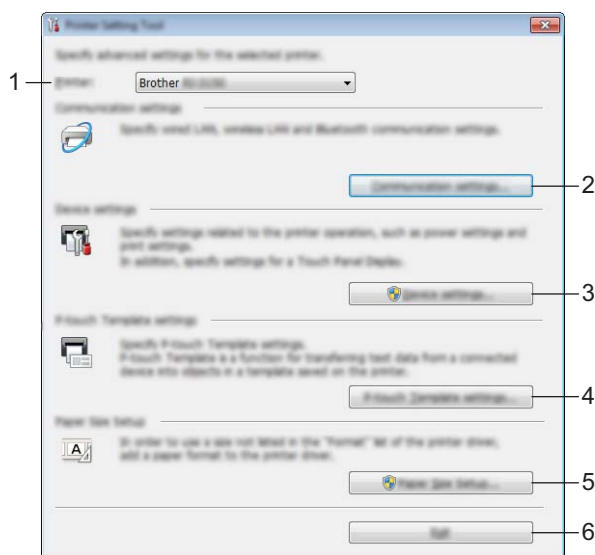 Printer Setting Tool
Specify advanced settings for the selected printer.
1
Printer: Brother
Communication settings
Specify wired LAN, wireless LAN and Bluetooth communication settings.
Communication settings...
2
Device settings
Specify settings related to the printer operation, such as power settings and
print settings.
In addition, specify settings for a Touch Panel Display.
Device settings...
3
P-touch Template settings
Specify P-touch Template settings.
P-touch Template is a function for transferring text data from a connected
device into objects in a template saved on the printer.
P-touch Template settings...
4
Paper Size Setup
In order to use a size not listed in the "Format" list of the printer driver,
add a paper format to the printer driver.
Paper Size Setup...
5
Exit
6